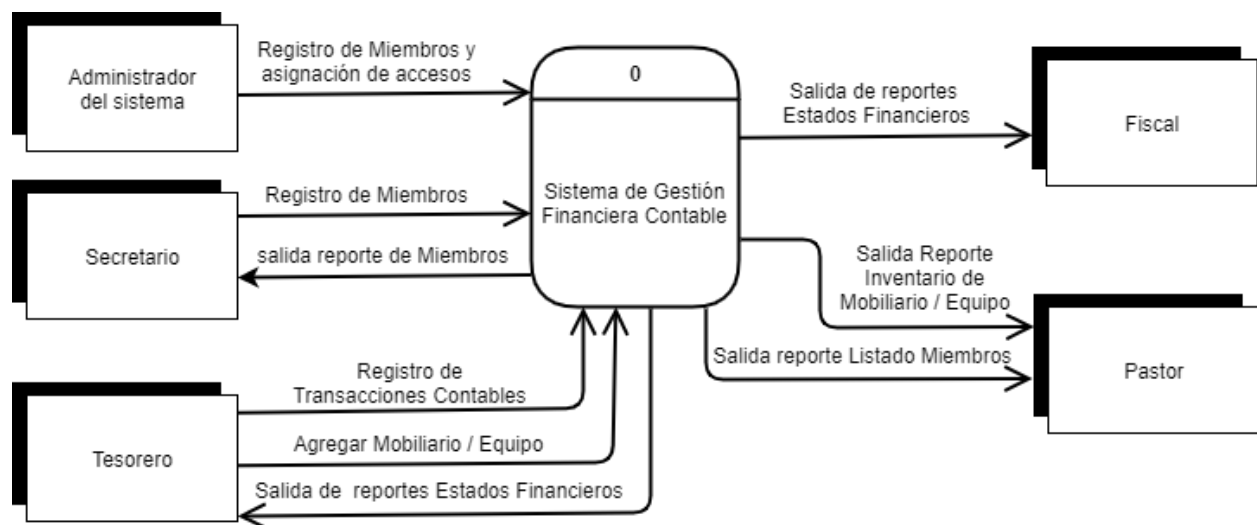 Administrador
del sistema
Registro de Miembros y
asignación de accesos
0
Sistema de Gestión
Financiera Contable
Salida de reportes
Estados Financieros
Fiscal
Secretario
Registro de Miembros
salida reporte de Miembros
Salida Reporte
Inventario de
Mobiliario / Equipo
Salida reporte Listado Miembros
Pastor
Tesorero
Registro de
Transacciones Contables
Agregar Mobiliario / Equipo
Salida de reportes Estados Financieros